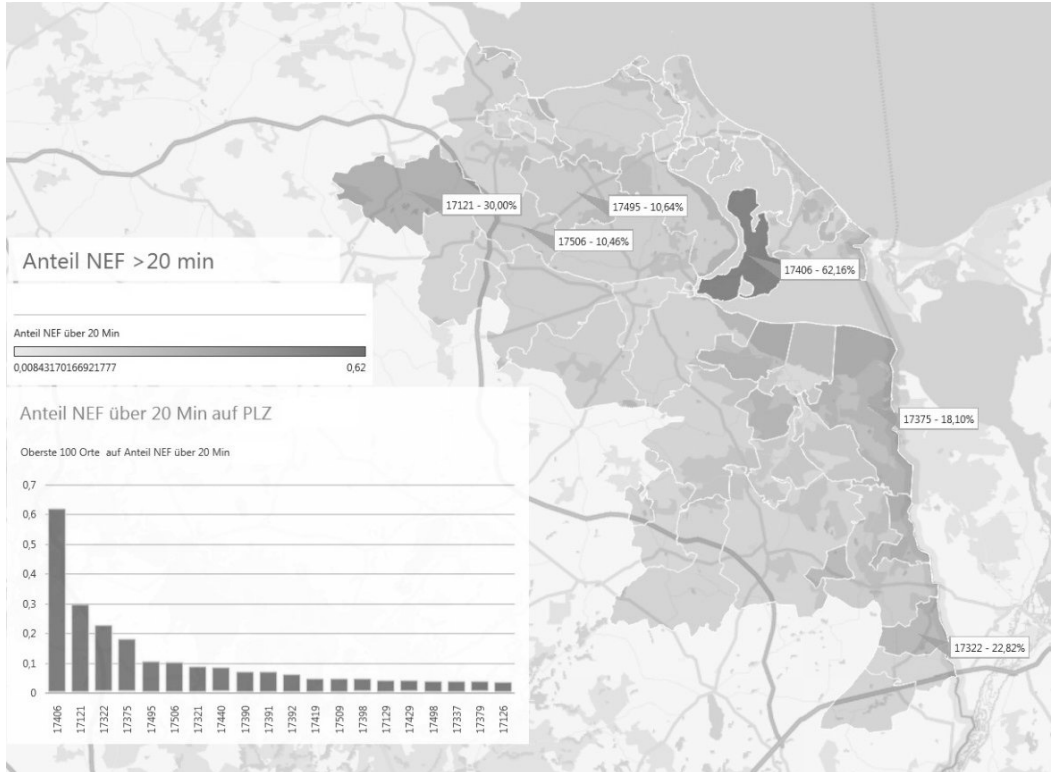 17121 - 30,00%
17495 - 10,64%
17506 - 10,46%
17406 - 62,16%
Anteil NEF >20 min
Anteil NEF über 20 Min
0,00843170166921777 0,62
Anteil NEF über 20 Min auf PLZ
Oberste 100 Orte auf Anteil NEF über 20 Min
0,7
0,6
0,5
0,4
0,3
0,2
0,1
0
17406 17121 17322 17375 17495 17506 17321 17440 17390 17391 17392 17419 17509 17398 17129 17429 17498 17337 17379 17126
17375 - 18,10%
17322 - 22,82%